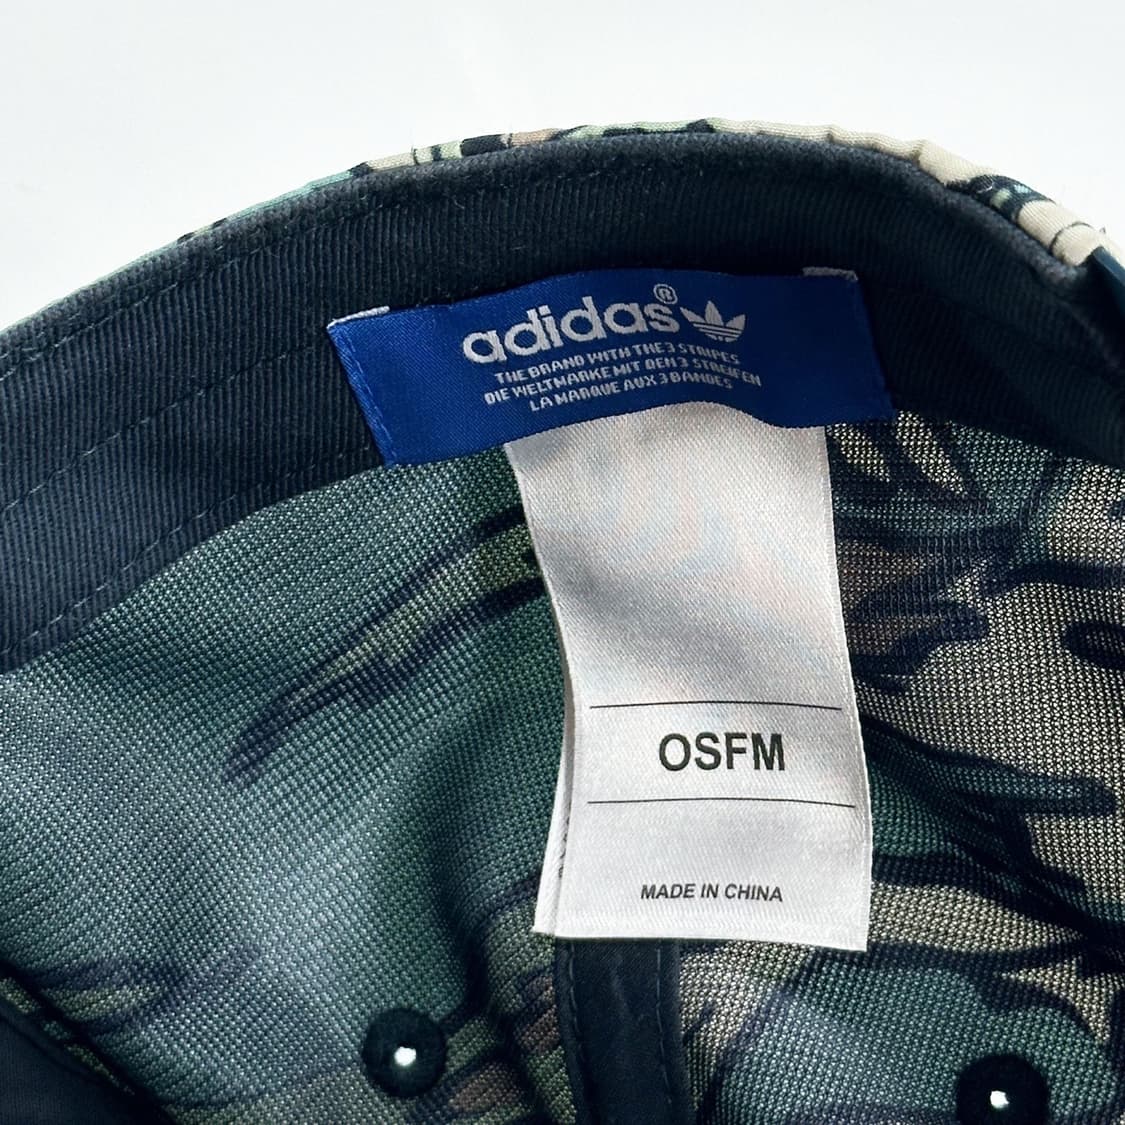 adidas®
THE BRAND WITH THE 3 STRIPES
DIE WELTMARKE MIT DEN 3 STREIFEN
LA MARQUE AUX 3 BANDES
OSFM
MADE IN CHINA